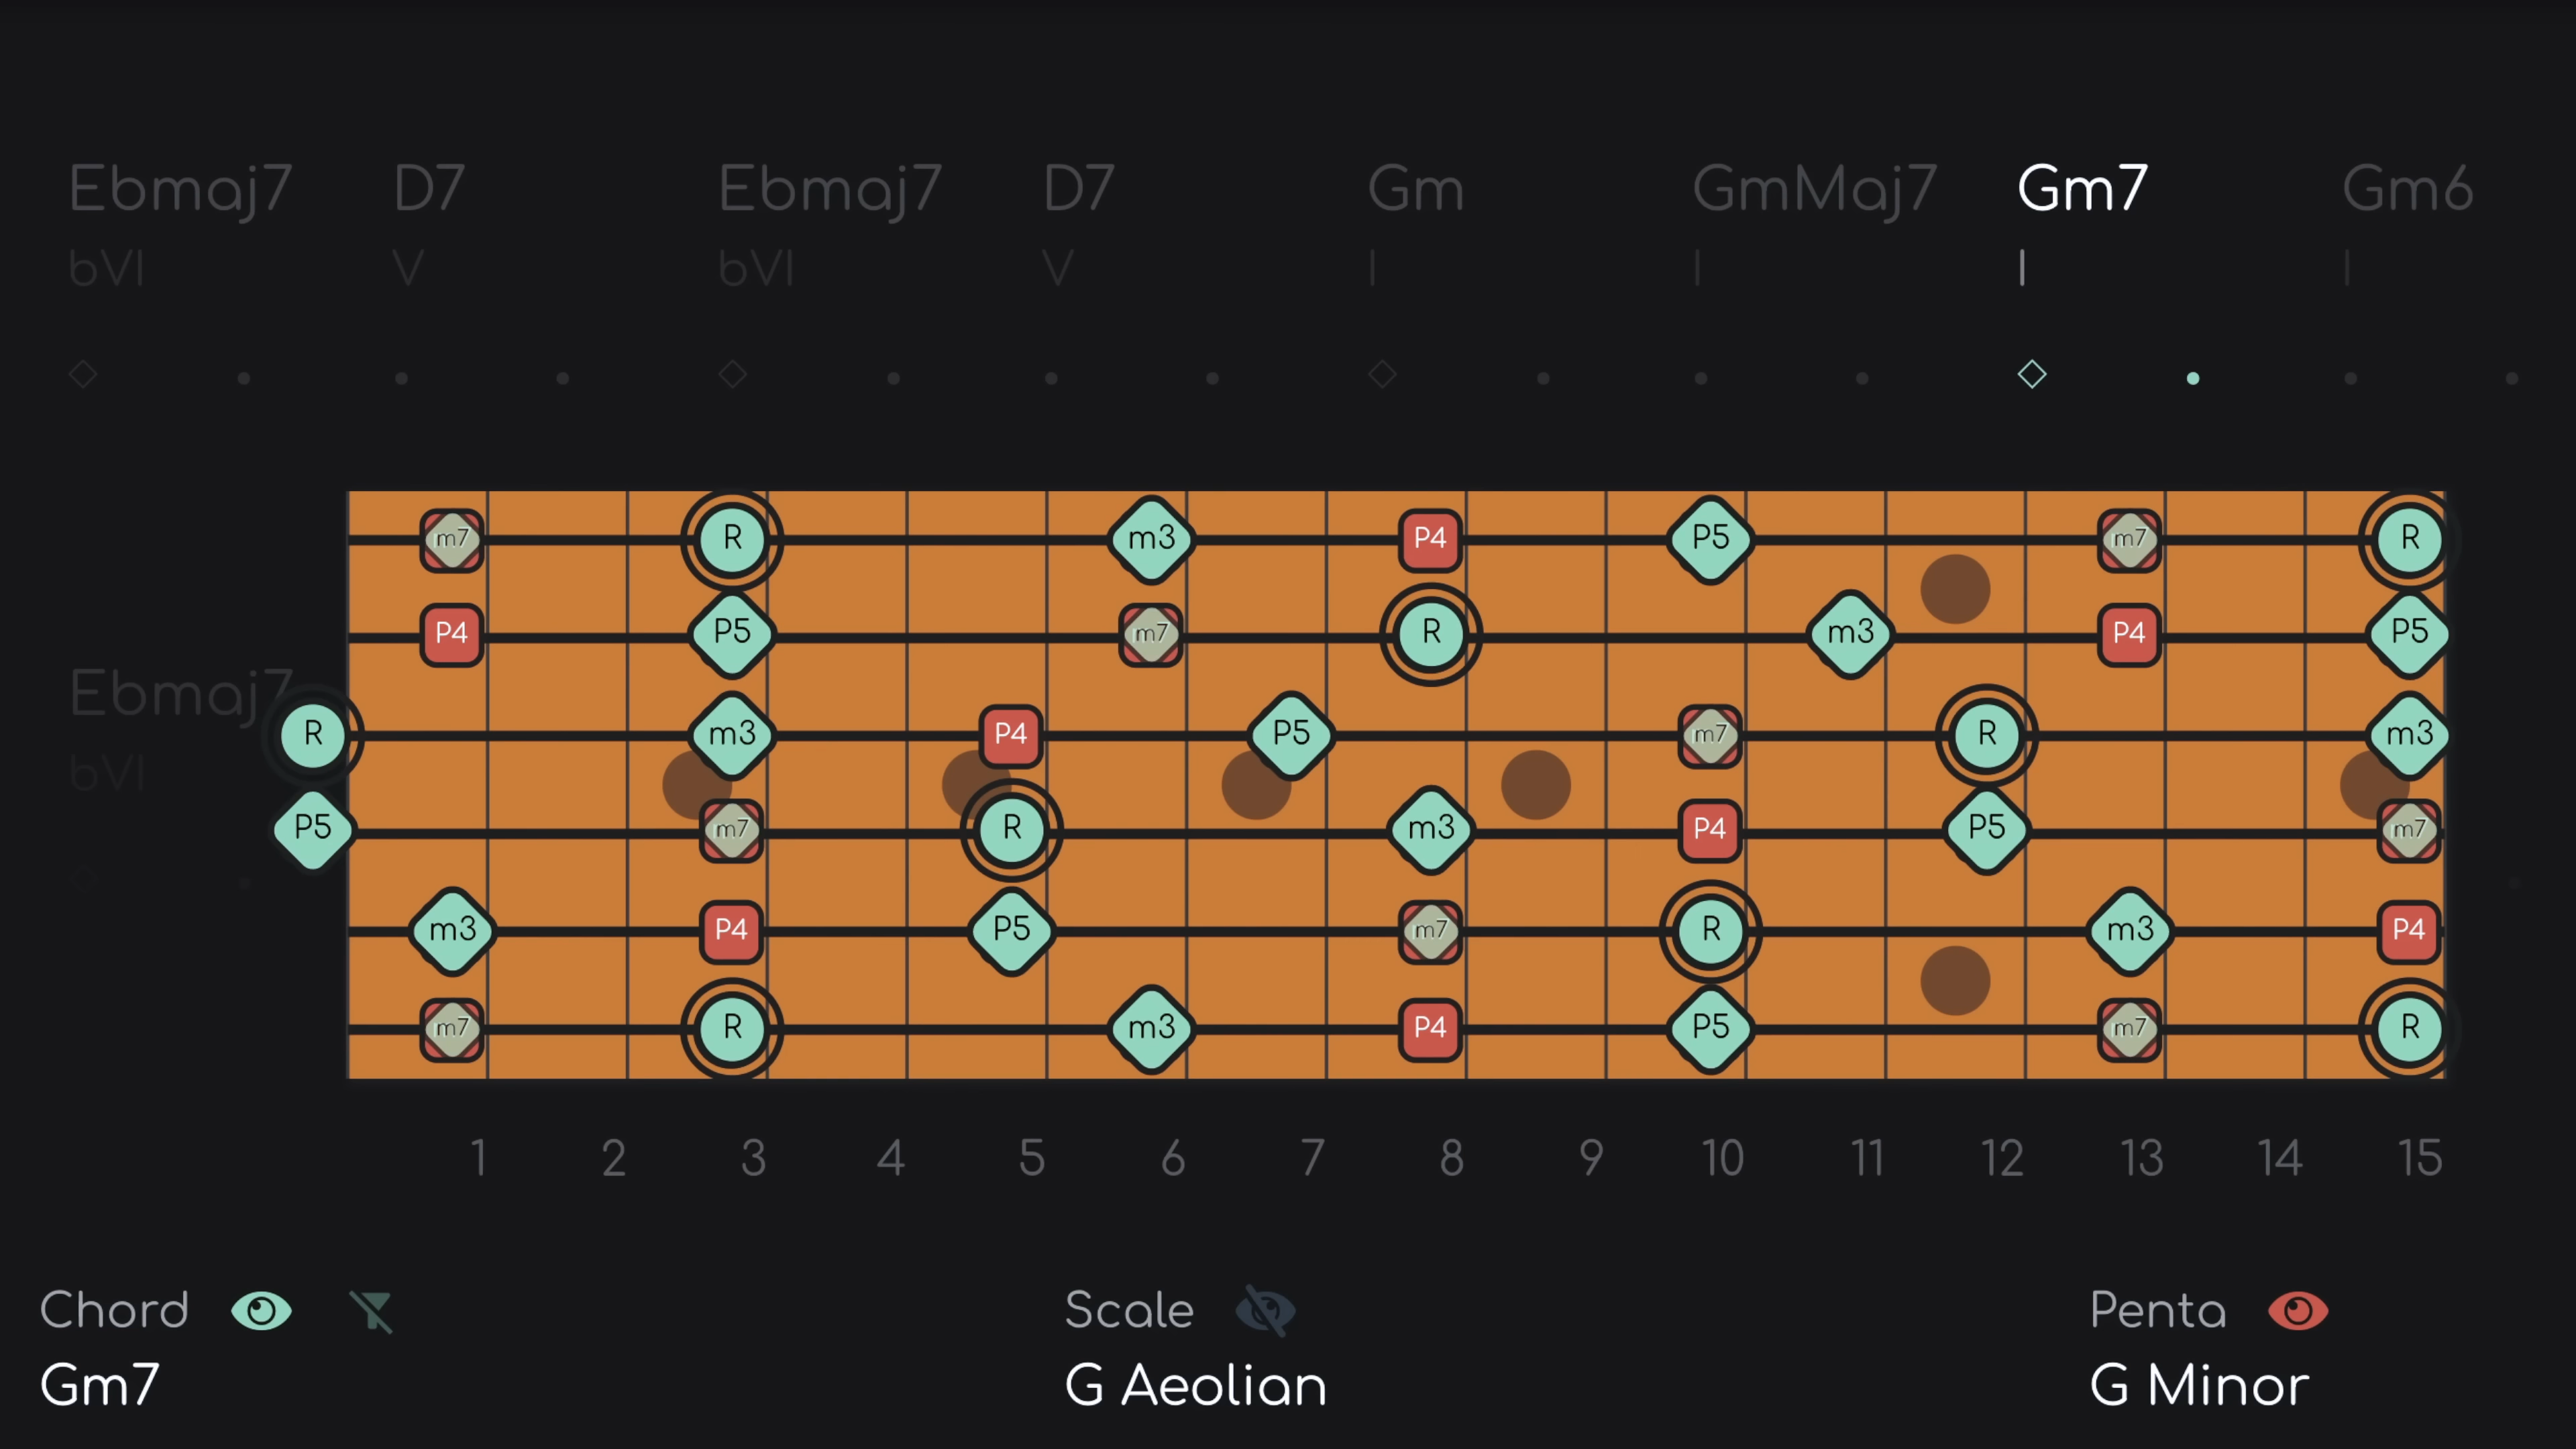 Ebmaj7 D7 Ebmaj7 D7 Gm GmMaj7 Gm7 Gm6
bVI V bVI V I I I I
m7 R m3 P4 P5 m7 R
P4 P5 m7 R m3 P4 P5
Ebmaj7
R m3 P4 P5 m7 R m3
bVI
P5 m7 R m3 P4 P5 m7
m3 P4 P5 m7 R m3 P4
m7 R m3 P4 P5 m7 R
1 2 3 4 5 6 7 8 9 10 11 12 13 14 15
Chord Scale Penta
Gm7 G Aeolian G Minor